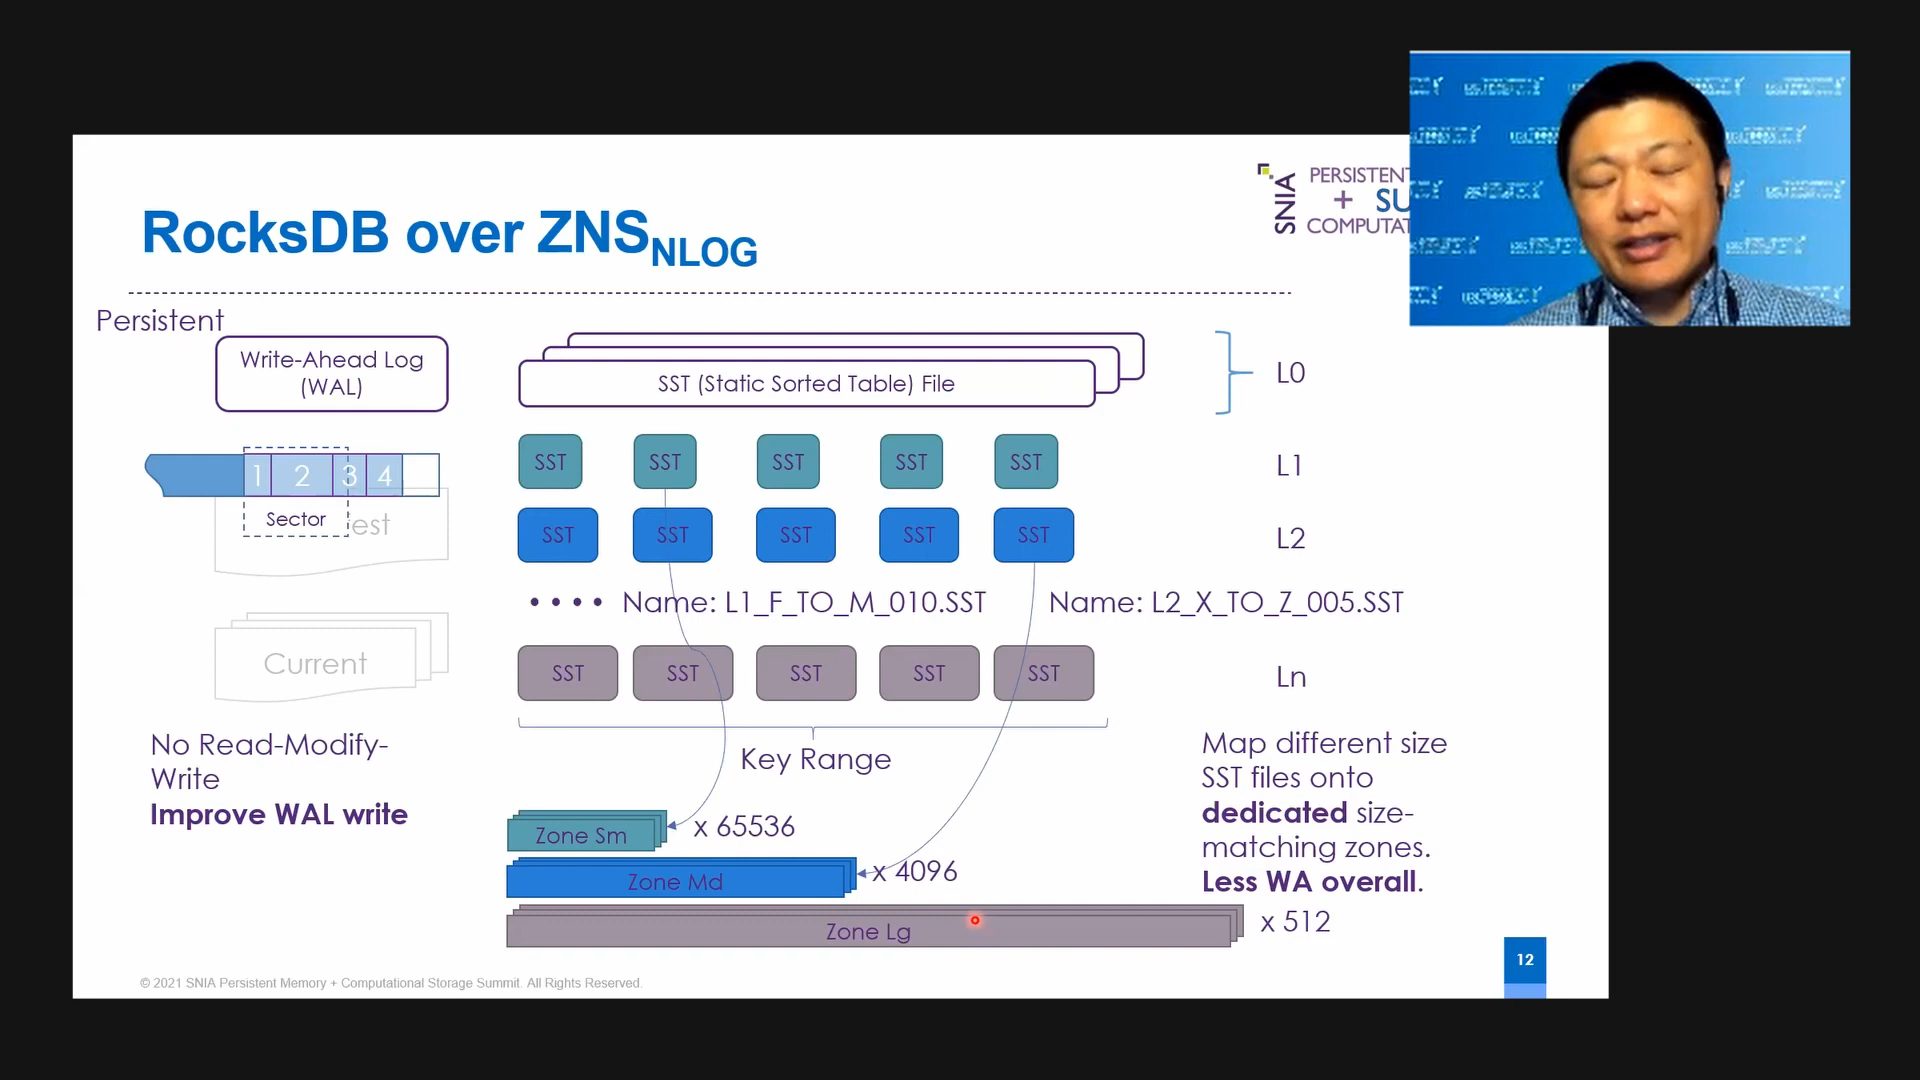 RocksDB over ZNS NLOG
SNIA
PERSISTENT
+ SU
COMPUTAT
Persistent
Write-Ahead Log
(WAL)
SST (Static Sorted Table) File
L0
SST SST SST SST SST
L1
1 2 3 4
Sector
est
SST SST SST SST SST
L2
•••• Name: L1_F_TO_M_010.SST
Name: L2_X_TO_Z_005.SST
Current
SST SST SST SST SST
Ln
Key Range
No Read-Modify-
Write
Improve WAL write
Map different size
SST files onto
dedicated size-
matching zones.
Less WA overall.
Zone Sm
x 65536
Zone Md
x 4096
Zone Lg
x 512
12
© 2021 SNIA Persistent Memory + Computational Storage Summit. All Rights Reserved.